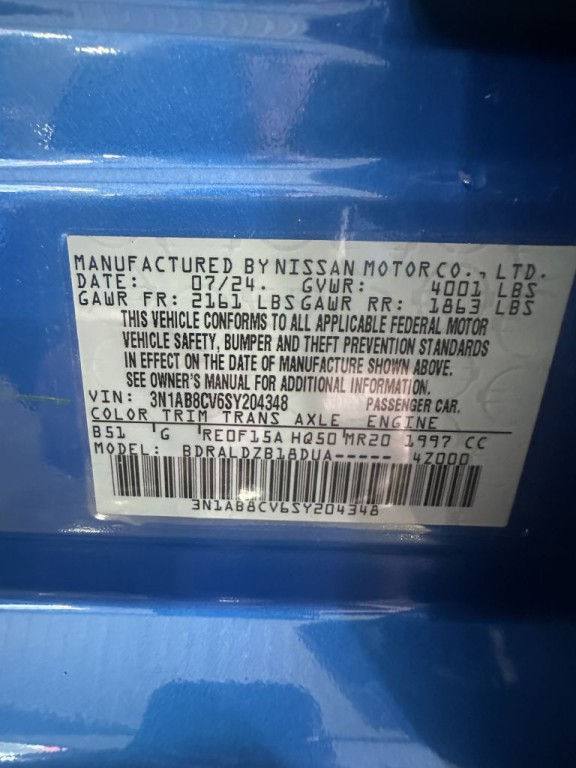 MANUFACTURED BY NISSAN MOTOR CO., LTD.
DATE: 07/24. GVWR: 4001 LBS
GAWR FR: 2161 LBS GAWR RR: 1863 LBS
THIS VEHICLE CONFORMS TO ALL APPLICABLE FEDERAL MOTOR
VEHICLE SAFETY, BUMPER AND THEFT PREVENTION STANDARDS
IN EFFECT ON THE DATE OF MANUFACTURE SHOWN ABOVE.
SEE OWNER'S MANUAL FOR ADDITIONAL INFORMATION.
VIN: 3N1AB8CV6SY204348 PASSENGER CAR.
COLOR TRIM TRANS AXLE ENGINE
B51 G RE0F15A HQ50 MR20 1997 CC
MODEL: BDRALDZB18DUA----- 4Z000
3N1AB8CV6SY204348